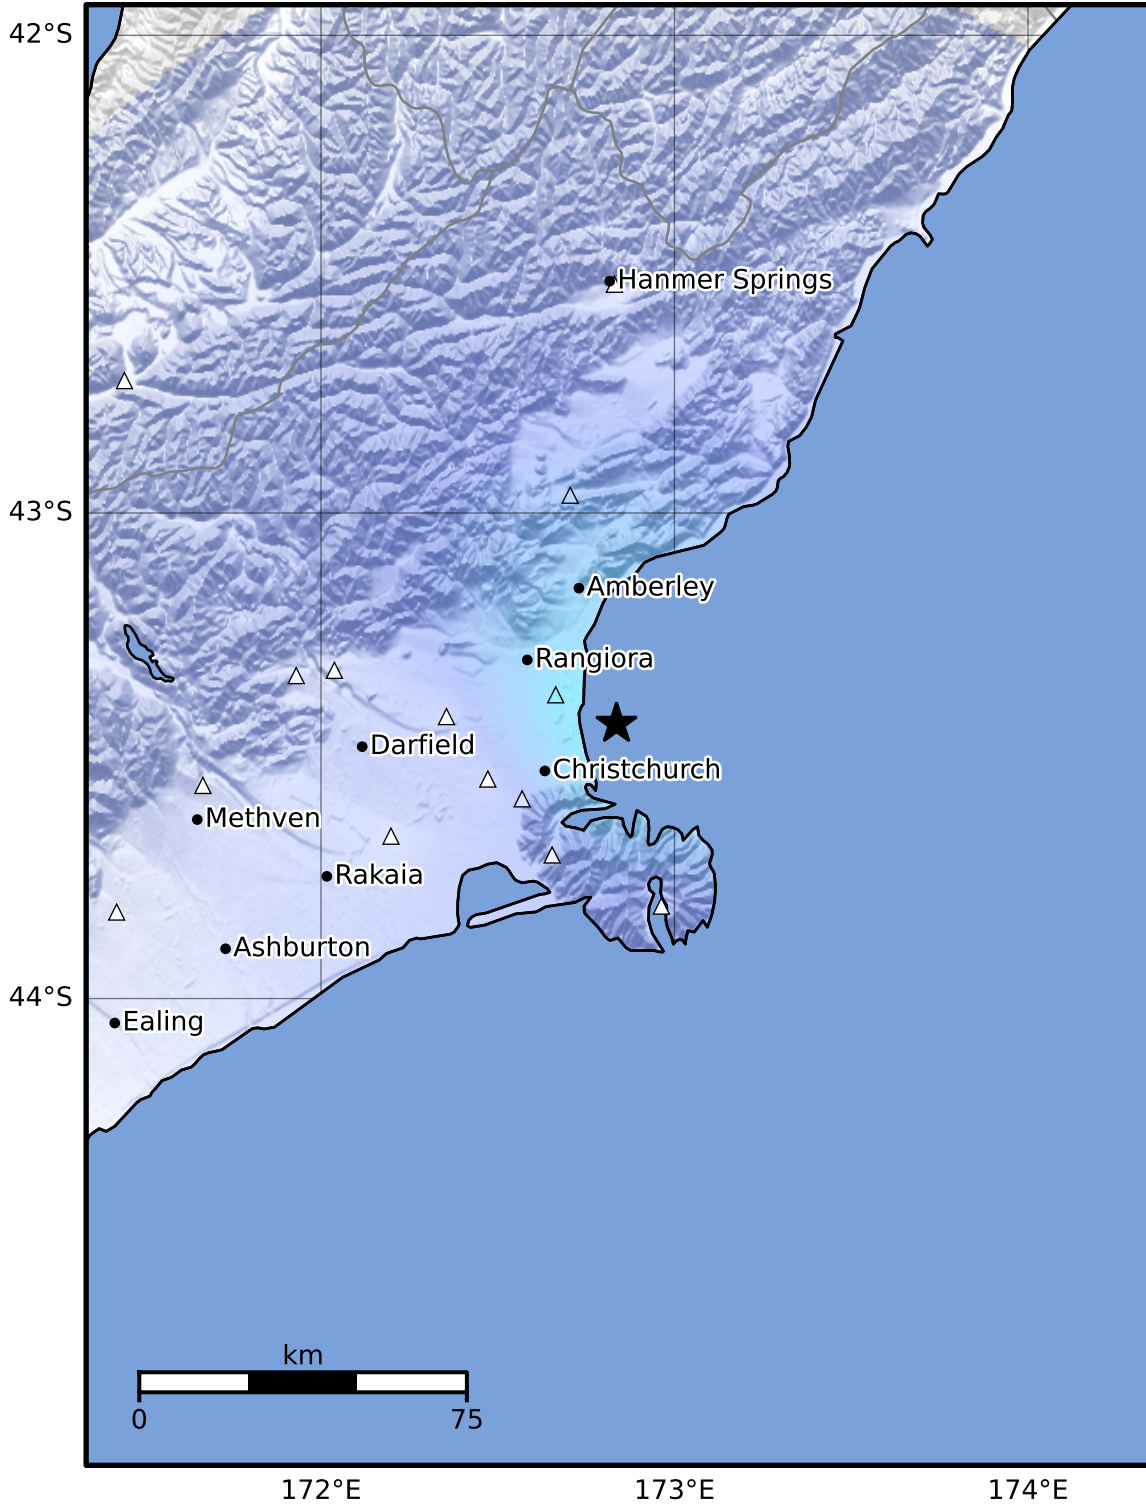 42°S
Hanmer Springs
43°S
Amberley
Rangiora
Darfield
Christchurch
Methven
Rakaia
Ashburton
44°S
Ealing
km
0 75
172°E 173°E 174°E